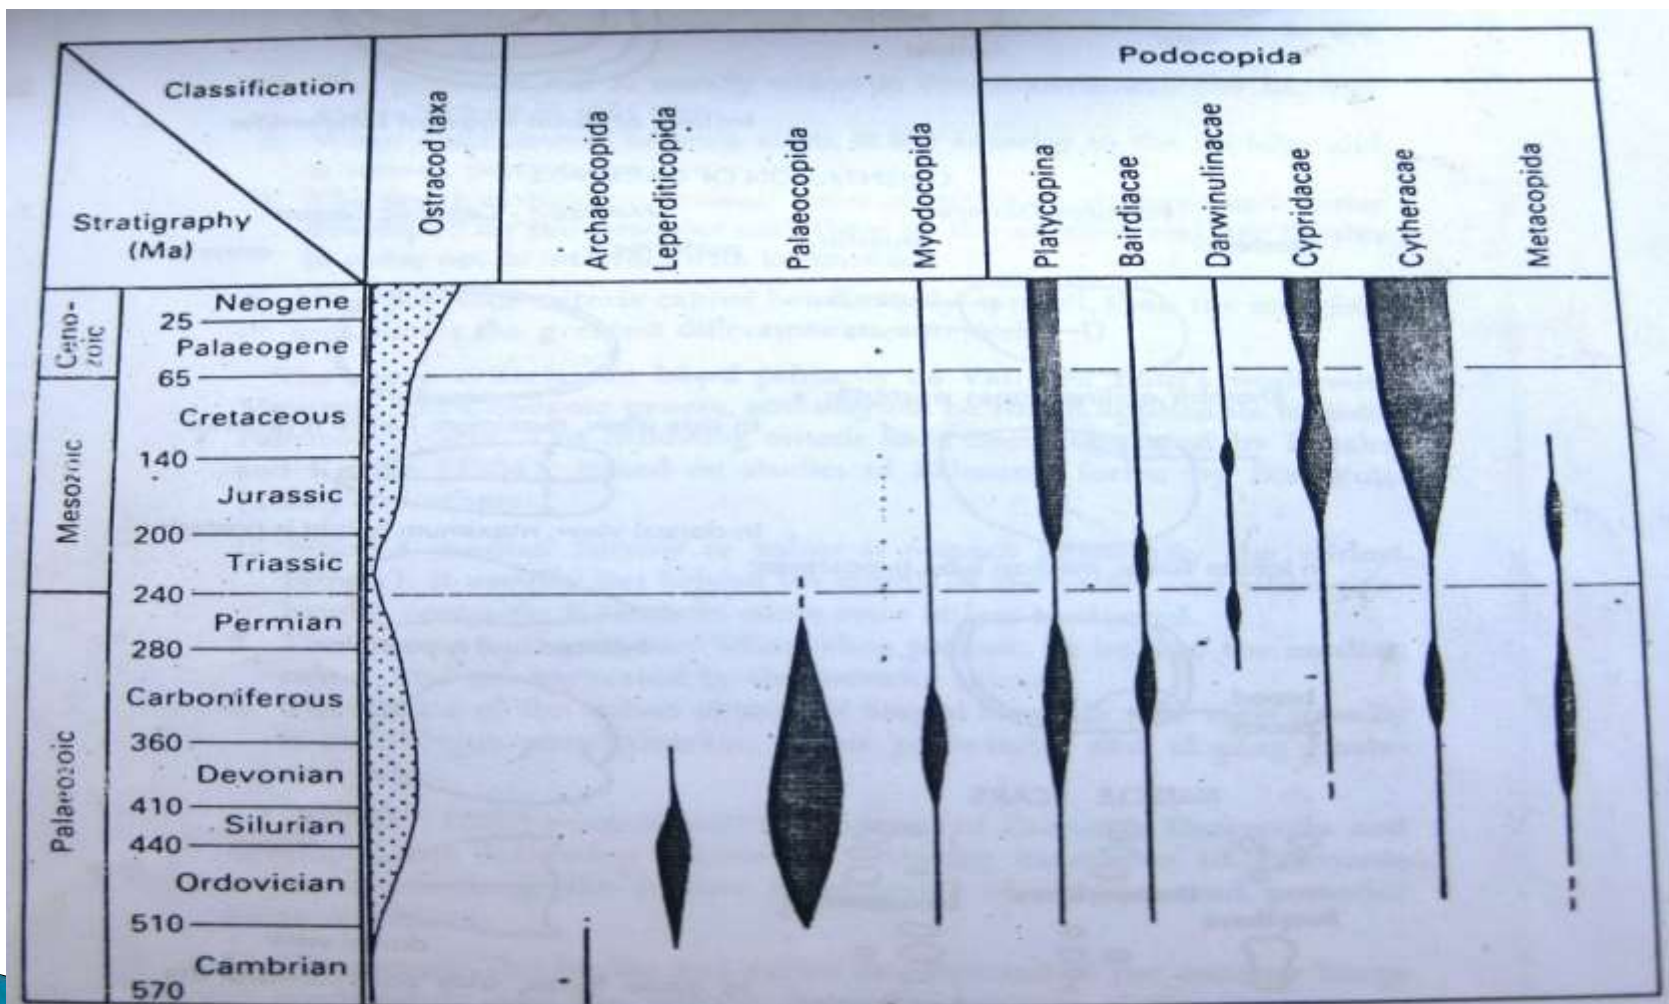 Podocopida
Classification
Stratigraphy
(Ma)
Ostracod taxa
Archaeocopida
Leperditicopida
Palaeocopida
Myodocopida
Platycopina
Bairdiacae
Darwinulinacae
Cypridacae
Cytheracae
Metacopida
Ceno-
zoic
Mesozoic
Palaeozoic
Neogene
25
Palaeogene
65
Cretaceous
140
Jurassic
200
Triassic
240
Permian
280
Carboniferous
360
Devonian
410
Silurian
440
Ordovician
510
Cambrian
570